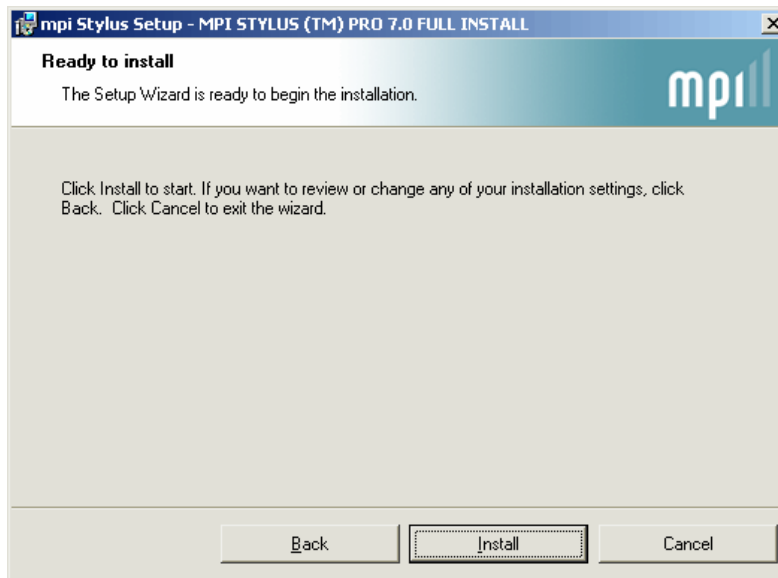 mpi Stylus Setup - MPI STYLUS (TM) PRO 7.0 FULL INSTALL
Ready to install
The Setup Wizard is ready to begin the installation.
mpi
Click Install to start. If you want to review or change any of your installation settings, click
Back. Click Cancel to exit the wizard.
Back
Install
Cancel